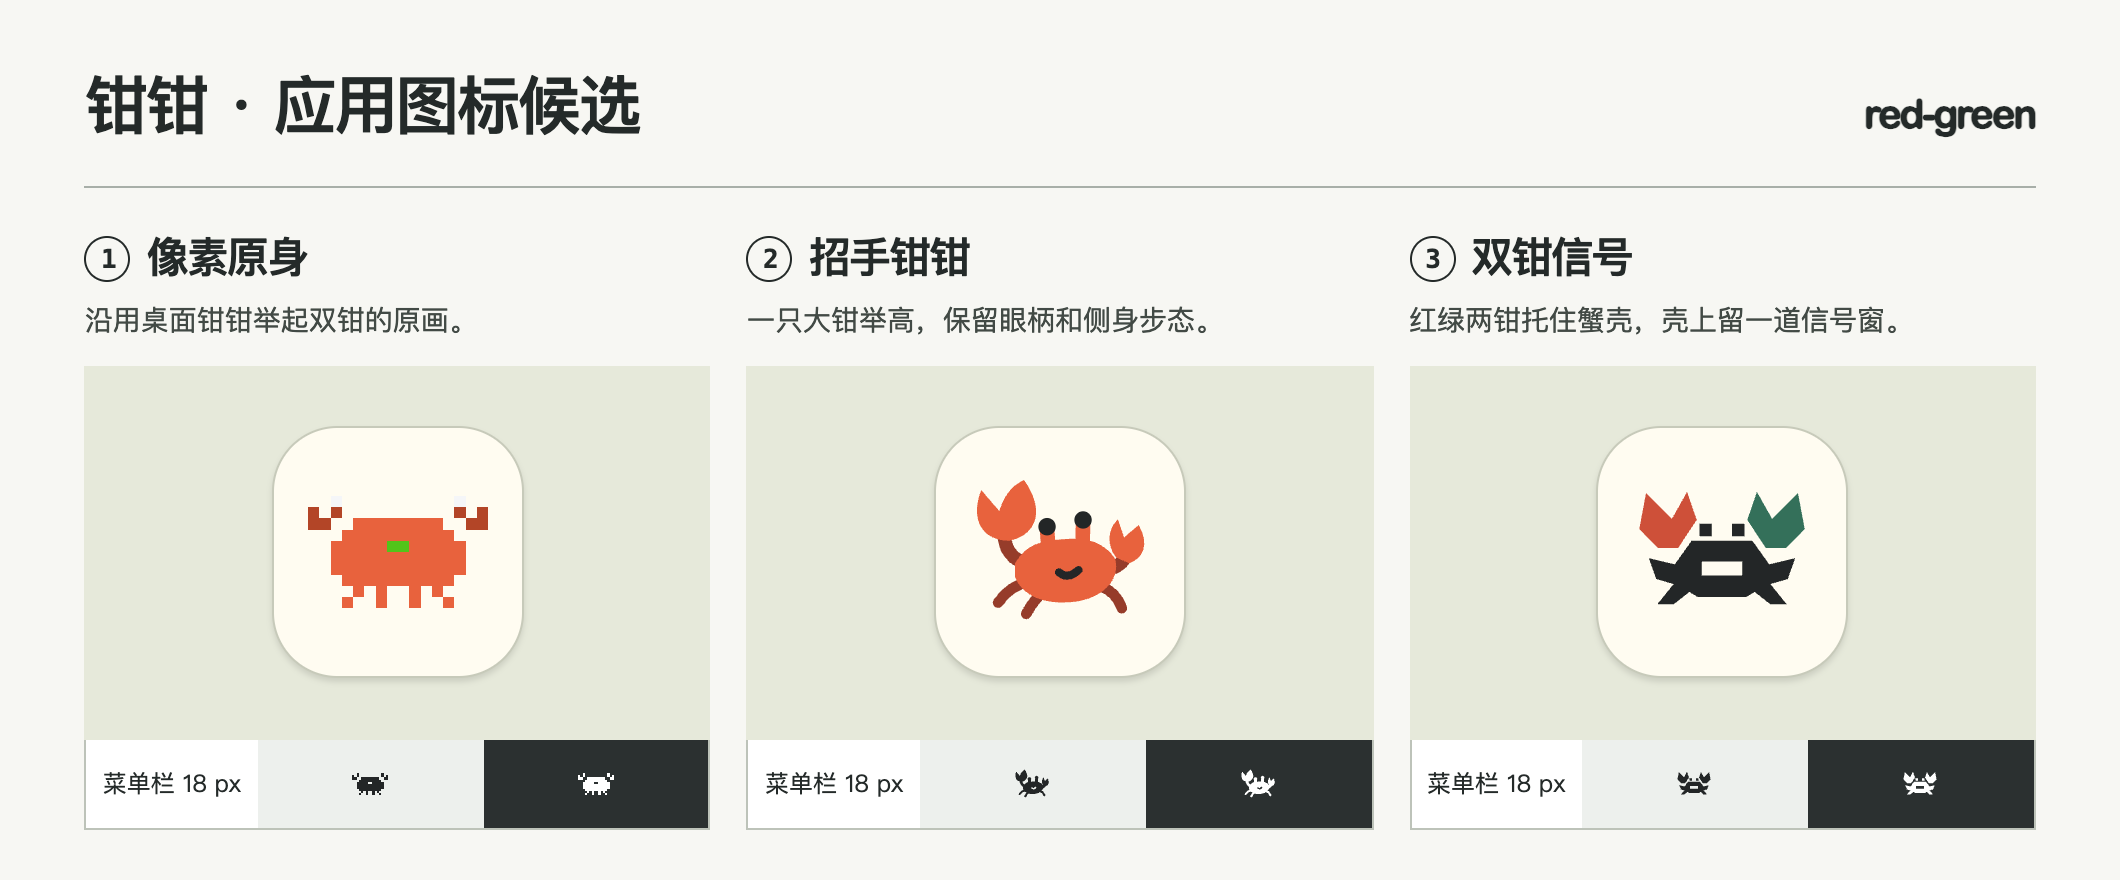 钳钳 · 应用图标候选
red-green
1 像素原身
沿用桌面钳钳举起双钳的原画。
菜单栏 18 px
2 招手钳钳
一只大钳举高，保留眼柄和侧身步态。
菜单栏 18 px
3 双钳信号
红绿两钳托住蟹壳，壳上留一道信号窗。
菜单栏 18 px